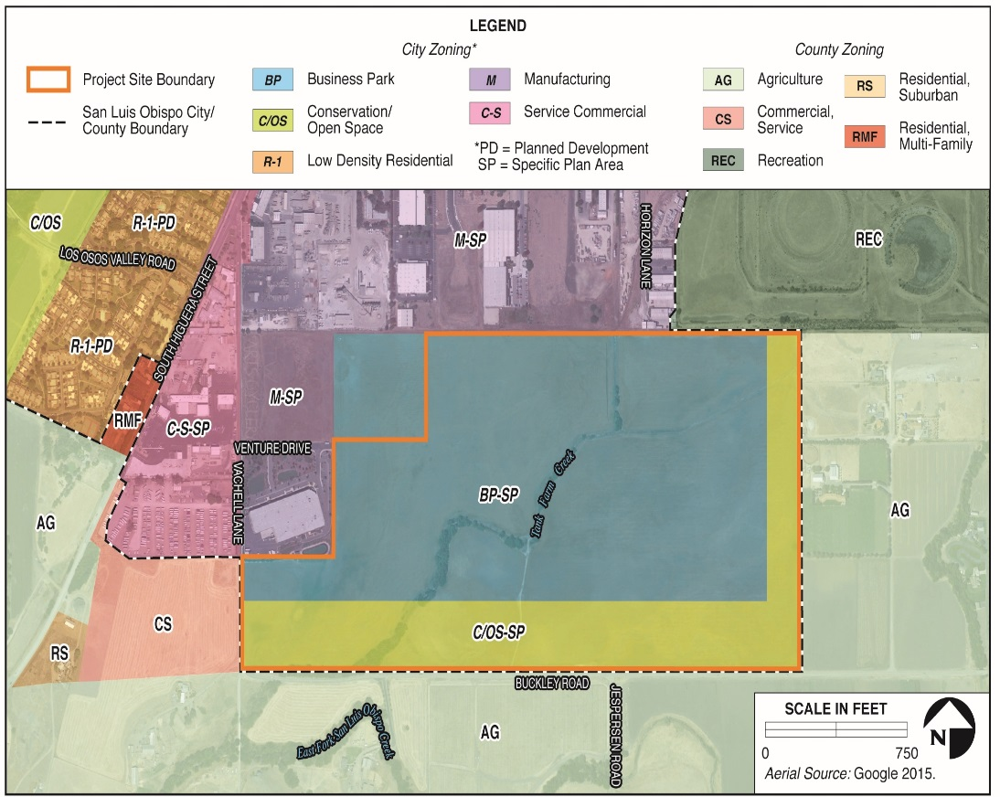 LEGEND
City Zoning*
County Zoning
Project Site Boundary
San Luis Obispo City/
County Boundary
BP Business Park
C/OS Conservation/
Open Space
R-1 Low Density Residential
M Manufacturing
C-S Service Commercial
*PD = Planned Development
SP = Specific Plan Area
AG Agriculture
CS Commercial,
Service
REC Recreation
RS Residential,
Suburban
RMF Residential,
Multi-Family
C/OS
R-1-PD
LOS OSOS VALLEY ROAD
SOUTH HIGUERA STREET
M-SP
HORIZON LANE
REC
R-1-PD
RMF
C-S-SP
M-SP
VENTURE DRIVE
VACHELL LANE
BP-SP
Tank Farm Creek
AG
AG
CS
RS
C/OS-SP
BUCKLEY ROAD
JESPERSEN ROAD
East Fork San Luis Obispo Creek
AG
SCALE IN FEET
0 750
N
Aerial Source: Google 2015.